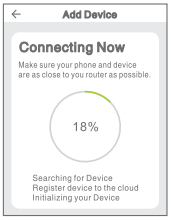 Add Device
Connecting Now
Make sure your phone and device
are as close to you router as possible.
18%
Searching for Device
Register device to the cloud
Initializing your Device